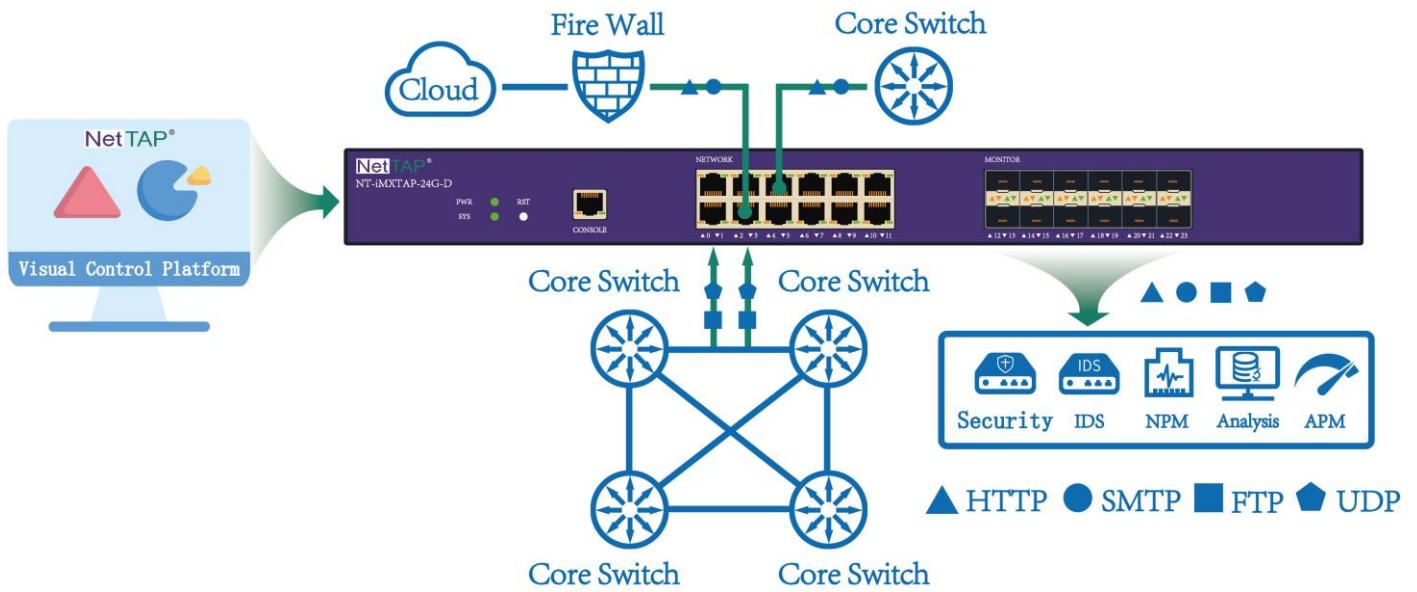 Fire Wall
Core Switch
Cloud
NetTAP®
Visual Control Platform
NetTAP®
NT-iMXTAP-24G-D
PWR
RST
SYS
CONSOLE
NETWORK
▲0 ▼1 ▲2 ▼3 ▲4 ▼5 ▲6 ▼7 ▲8 ▼9 ▲10 ▼11
MONITOR
▲12▼13 ▲14▼15 ▲16▼17 ▲18▼19 ▲20▼21 ▲22▼23
Core Switch
Core Switch
Core Switch
Core Switch
IDS
Security
IDS
NPM
Analysis
APM
HTTP
SMTP
FTP
UDP